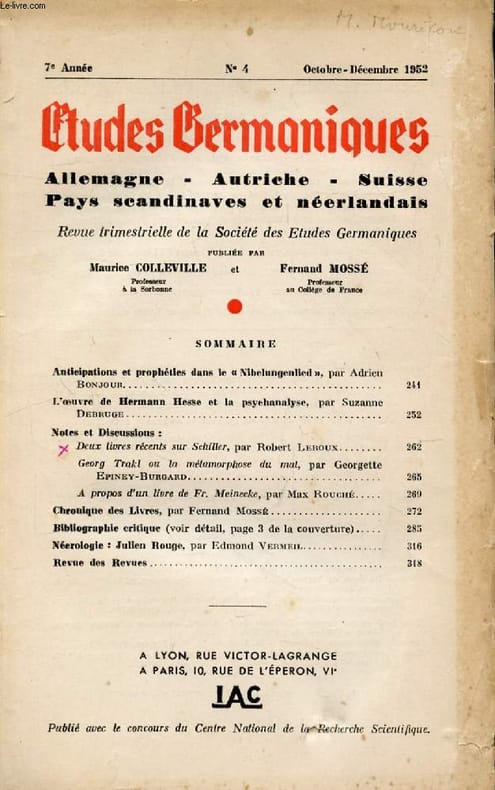 Le-livre.com
7e Année N° 4 Octobre-Décembre 1952
Etudes Germaniques
Allemagne - Autriche - Suisse
Pays scandinaves et néerlandais
Revue trimestrielle de la Société des Etudes Germaniques
PUBLIÉE PAR
Maurice COLLEVILLE et Fernand MOSSÉ
Professeur Professeur
à la Sorbonne au Collège de France
SOMMAIRE
Anticipations et prophéties dans le « Nibelungenlied », par Adrien
BONJOUR 241
L'œuvre de Hermann Hesse et la psychanalyse, par Suzanne
DEBRUGE 252
Notes et Discussions :
Deux livres récents sur Schiller, par Robert LEROUX 262
Georg Trakl ou la métamorphose du mal, par Georgette
EPINEY-BURGARD 265
A propos d'un livre de Fr. Meinecke, par Max ROUCHÉ 269
Chronique des Livres, par Fernand MOSSÉ 272
Bibliographie critique (voir détail, page 3 de la couverture) 285
Nécrologie : Julien Rouge, par Edmond VERMEIL 316
Revue des Revues 318
A LYON, RUE VICTOR-LAGRANGE
A PARIS, 10, RUE DE L'ÉPERON, VIe
IAC
Publié avec le concours du Centre National de la Recherche Scientifique.